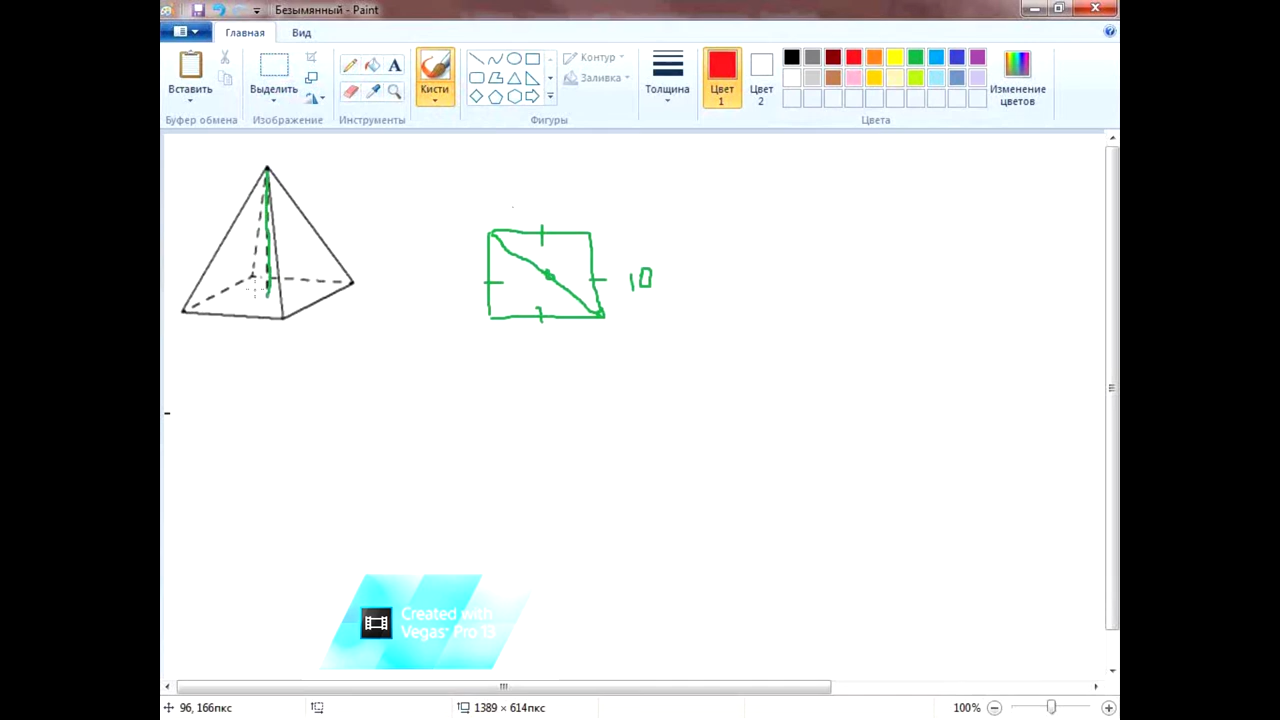 Безымянный - Paint
Главная
Вид
Вставить
Выделить
A
Кисти
Контур
Заливка
Толщина
Цвет
1
Цвет
2
Изменение
цветов
Буфер обмена
Изображение
Инструменты
Фигуры
Цвета
10
Created with
Vegas Pro 13
96, 166пкс
1389 × 614пкс
100%